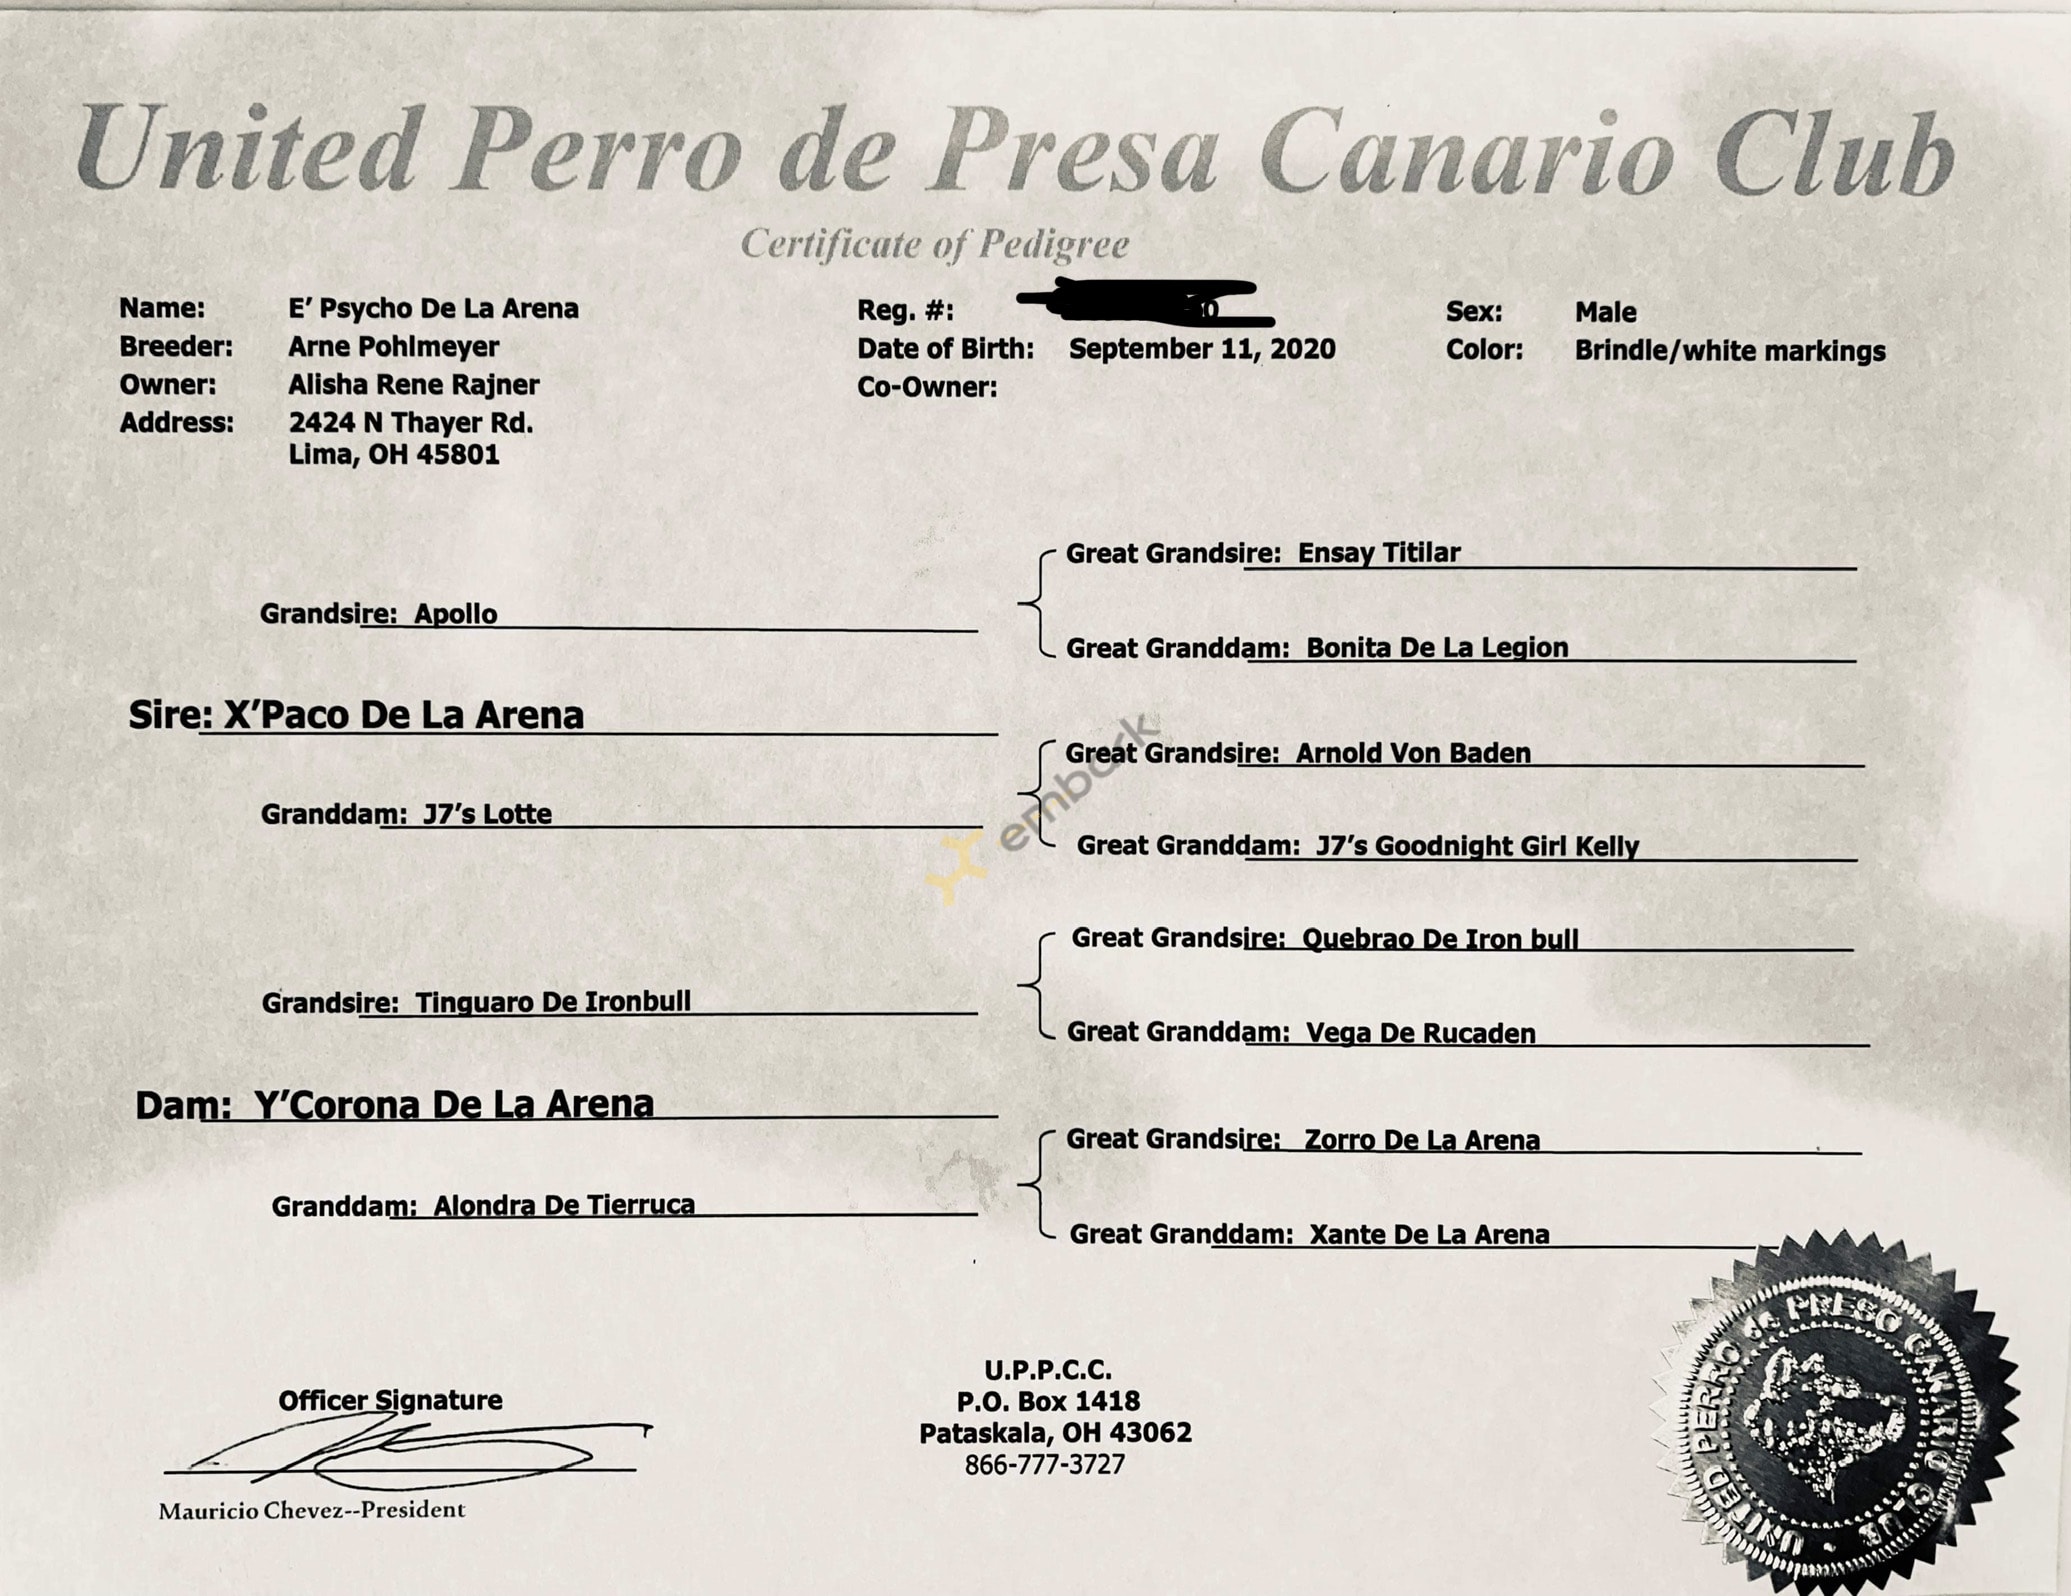 United Perro de Presa Canario Club
Certificate of Pedigree
Name: E' Psycho De La Arena
Breeder: Arne Pohlmeyer
Owner: Alisha Rene Rajner
Address: 2424 N Thayer Rd.
Lima, OH 45801
Reg. #:
Date of Birth: September 11, 2020
Co-Owner:
Sex: Male
Color: Brindle/white markings
Great Grandsire: Ensay Titilar
Grandsire: Apollo
Great Granddam: Bonita De La Legion
Sire: X'Paco De La Arena
Great Grandsire: Arnold Von Baden
Granddam: J7's Lotte
Great Granddam: J7's Goodnight Girl Kelly
embark
Great Grandsire: Quebrao De Iron bull
Grandsire: Tinguaro De Ironbull
Great Granddam: Vega De Rucaden
Dam: Y'Corona De La Arena
Great Grandsire: Zorro De La Arena
Granddam: Alondra De Tierruca
Great Granddam: Xante De La Arena
Officer Signature
Mauricio Chevez--President
U.P.P.C.C.
P.O. Box 1418
Pataskala, OH 43062
866-777-3727
UNITED PERRO de PRESO CANARIO CLUB